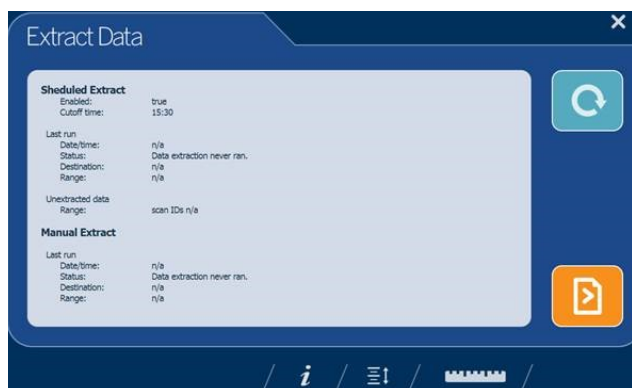 Extract Data
Sheduled Extract
Enabled: true
Cutoff time: 15:30
Last run
Date/time: n/a
Status: Data extraction never ran.
Destination: n/a
Range: n/a
Unextracted data
Range: scan IDs n/a
Manual Extract
Last run
Date/time: n/a
Status: Data extraction never ran.
Destination: n/a
Range: n/a